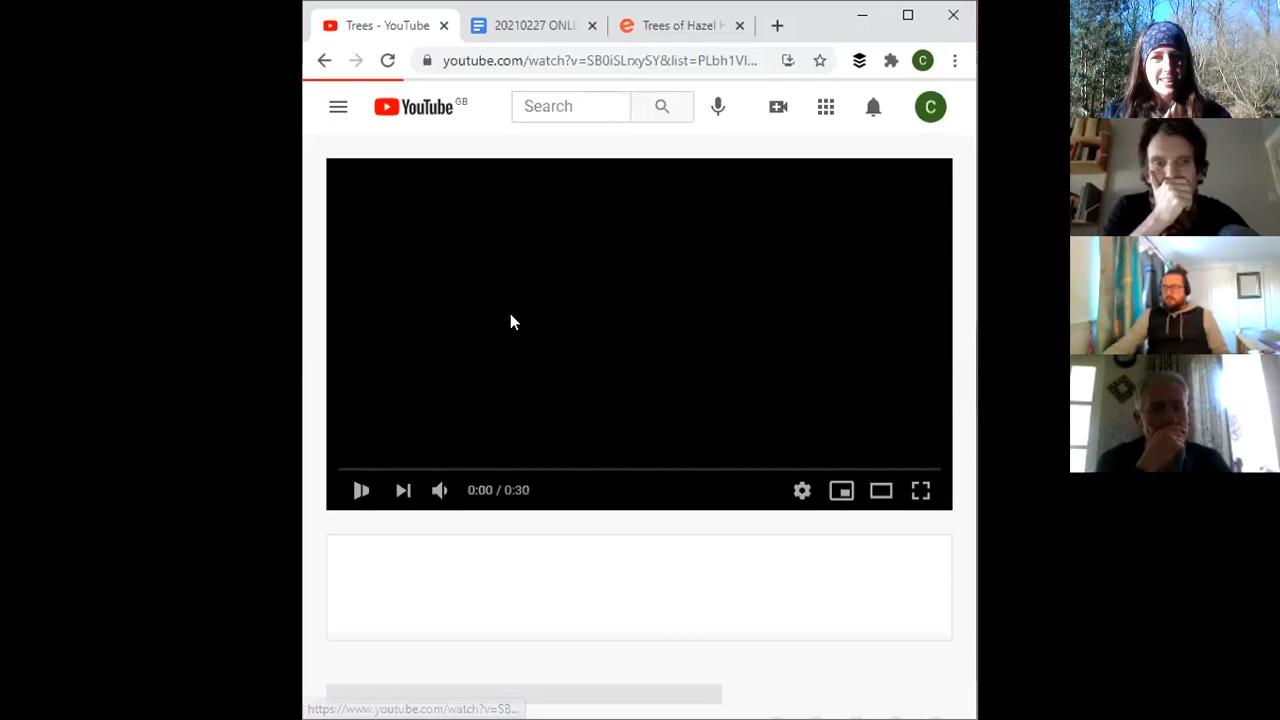 Trees - YouTube
20210227 ONLI
Trees of Hazel H
youtube.com/watch?v=SB0iSLrxySY&list=PLbh1VI...
C
YouTube GB
Search
C
0:00 / 0:30
https://www.youtube.com/watch?v=SB...